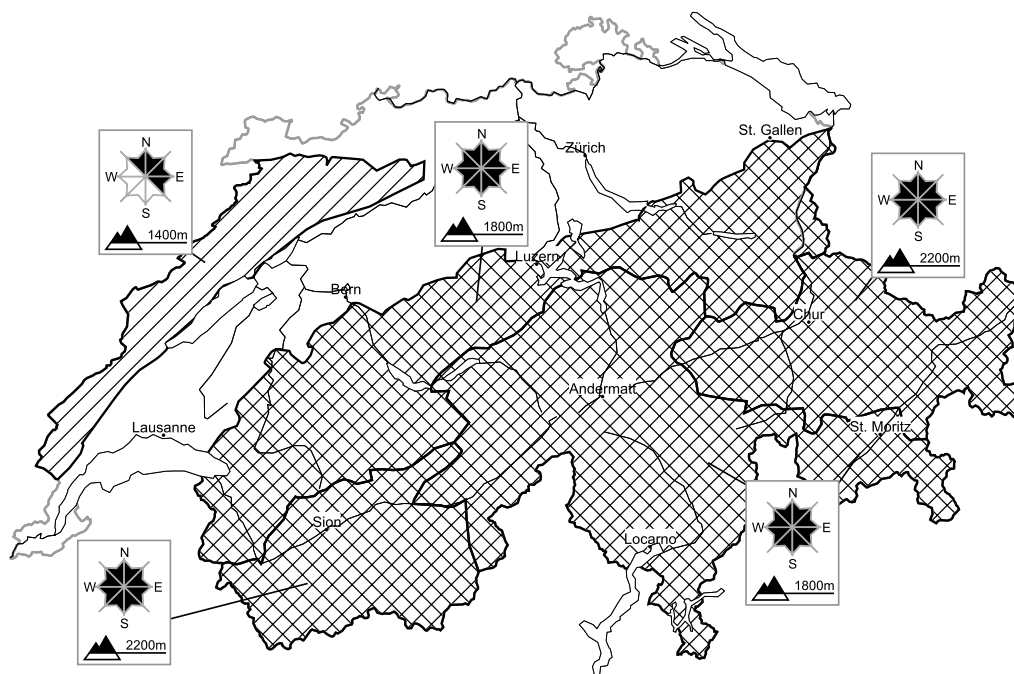 St. Gallen
N
W E
S
1400m
N
W E
S
1800m
Zürich
N
W E
S
2200m
Luzern
Bern
Chur
Andermatt
Lausanne
St. Moritz
Sion
Locarno
N
W E
S
1800m
N
W E
S
2200m